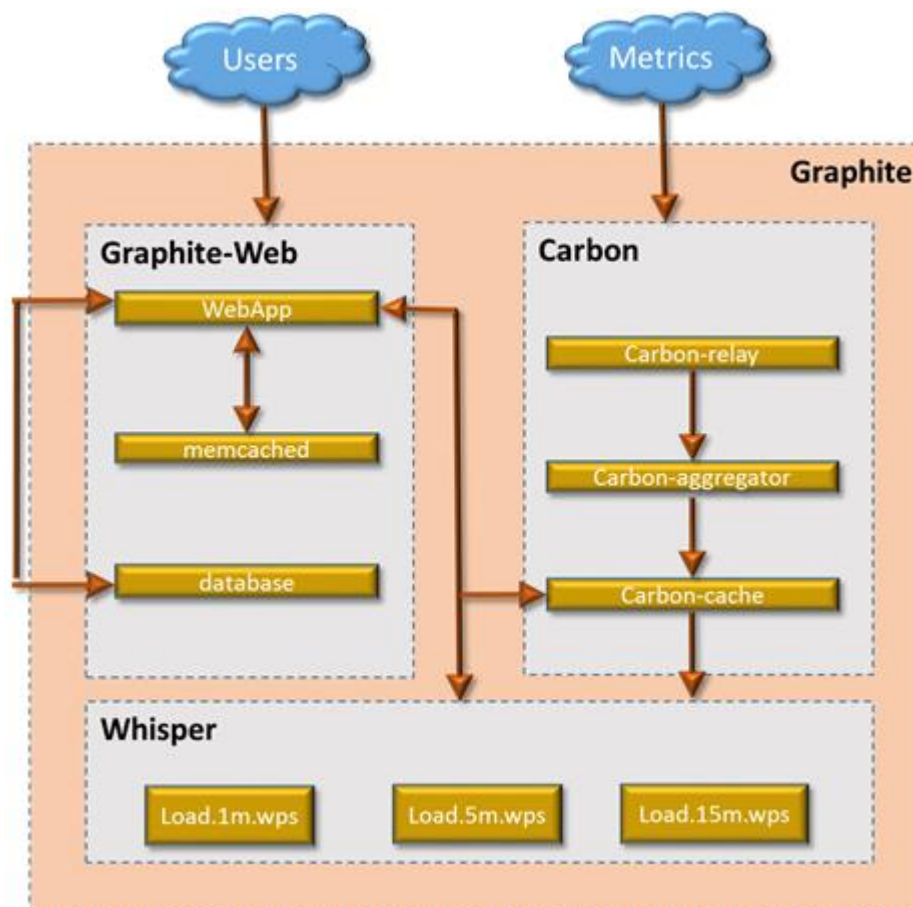 Users
Metrics
Graphite
Graphite-Web
WebApp
memcached
database
Carbon
Carbon-relay
Carbon-aggregator
Carbon-cache
Whisper
Load.1m.wps
Load.5m.wps
Load.15m.wps